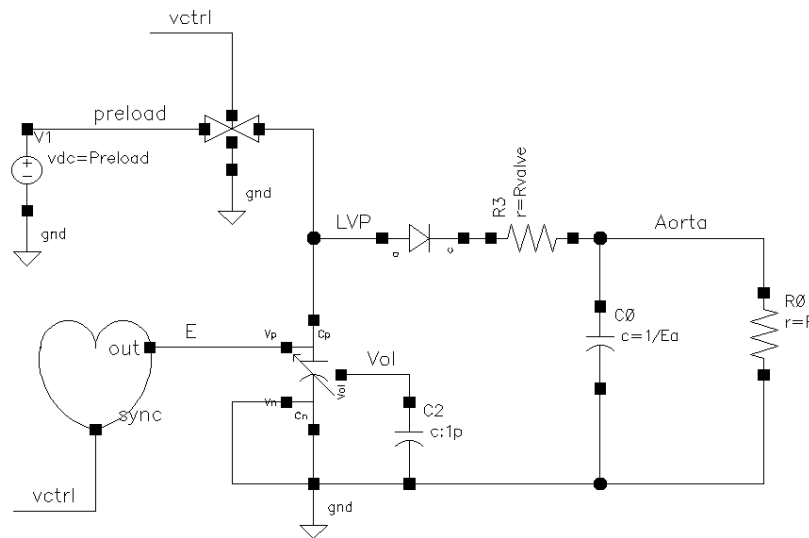 vctrl
preload
V1
vdc=Preload
gnd
gnd
LVP
R3
r=Rvalve
Aorta
E
out
sync
vctrl
Vp
Cp
Vol
Vol
Vn
Cn
C2
c:1p
gnd
C0
c=1/Ea
R0